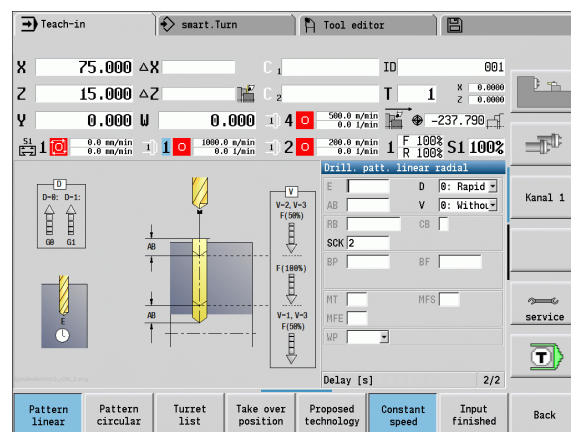 Teach-in
smart.Turn
Tool editor
X 75.000 ΔX
C 1
ID 001
Z 15.000 ΔZ
C 2
T 1 X 0.0000
Z 0.0000
Y 0.000 W 0.000
4 0 500.0 m/min
0.0 1/min
-237.790
S1 1 0 0.0 mm/min
0.0 mm/min
1 0 1000.0 m/min
0.0 1/min
2 0 200.0 m/min
0.0 1/min
1 F 100%
R 100%
S1 100%
Drill. patt. linear radial
E
D 0: Rapid
AB
V 0: Withou
RB
CB
SCK 2
BP
BF
MT
MFS
MFE
WP
Delay [s] 2/2
D
D-0: D-1:
G0 G1
E
AB
AB
V
V-2, V-3
F(50%)
F(100%)
V-1, V-3
F(50%)
Kanal 1
service
T
Pattern
linear
Pattern
circular
Turret
list
Take over
position
Proposed
technology
Constant
speed
Input
finished
Back